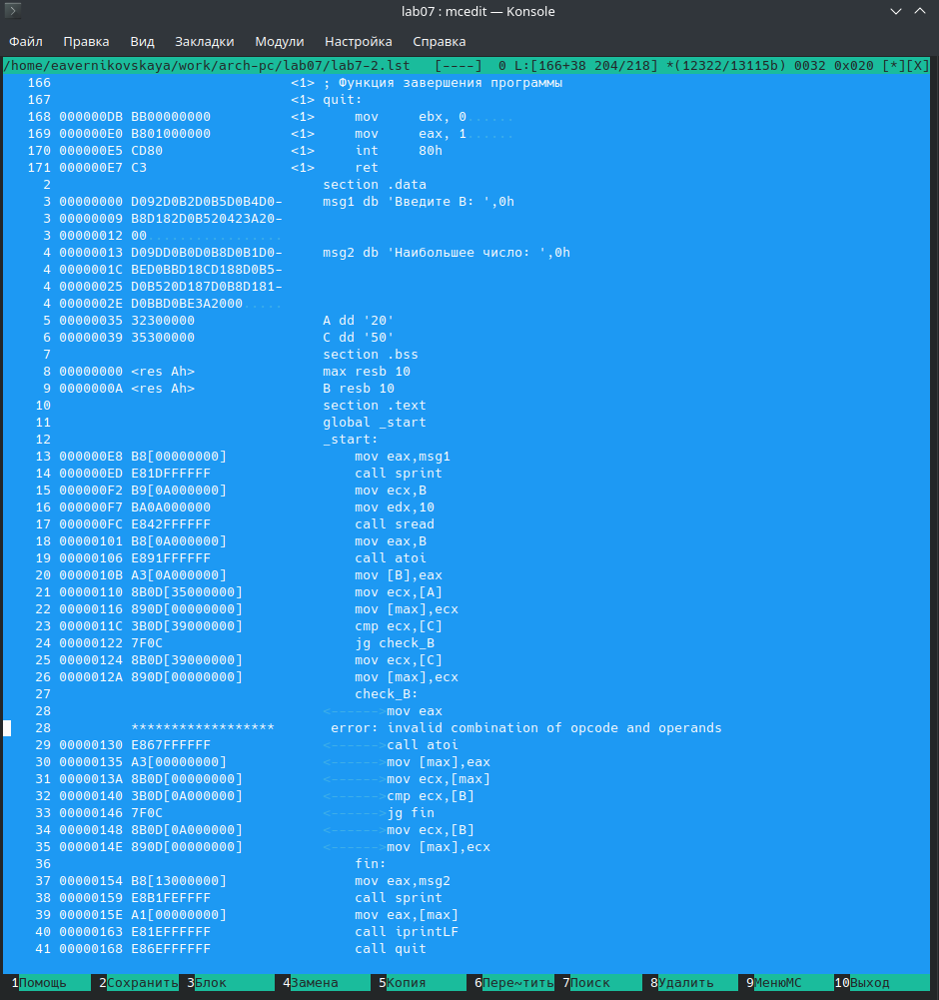 lab07 : mcedit — Konsole
Файл Правка Вид Закладки Модули Настройка Справка
/home/eavernikovskaya/work/arch-pc/lab07/lab7-2.lst [----] 0 L:[166+38 204/218] *(12322/13115b) 0032 0x020 [*][X]
166 <1> ; Функция завершения программы
167 <1> quit:
168 000000DB BB00000000 <1> mov ebx, 0......
169 000000E0 B801000000 <1> mov eax, 1......
170 000000E5 CD80 <1> int 80h
171 000000E7 C3 <1> ret
2 section .data
3 00000000 D092D0B2D0B5D0B4D0- msg1 db 'Введите B: ',0h
3 00000009 B8D182D0B520423A20-
3 00000012 00.................
4 00000013 D09DD0B0D0B8D0B1D0- msg2 db 'Наибольшее число: ',0h
4 0000001C BED0BBD18CD188D0B5-
4 00000025 D0B520D187D0B8D181-
4 0000002E D0BBD0BE3A2000.....
5 00000035 32300000 A dd '20'
6 00000039 35300000 C dd '50'
7 section .bss
8 00000000 <res Ah> max resb 10
9 0000000A <res Ah> B resb 10
10 section .text
11 global _start
12 _start:
13 000000E8 B8[00000000] mov eax,msg1
14 000000ED E81DFFFFFF call sprint
15 000000F2 B9[0A000000] mov ecx,B
16 000000F7 BA0A000000 mov edx,10
17 000000FC E842FFFFFF call sread
18 00000101 B8[0A000000] mov eax,B
19 00000106 E891FFFFFF call atoi
20 0000010B A3[0A000000] mov [B],eax
21 00000110 8B0D[35000000] mov ecx,[A]
22 00000116 890D[00000000] mov [max],ecx
23 0000011C 3B0D[39000000] cmp ecx,[C]
24 00000122 7F0C jg check_B
25 00000124 8B0D[39000000] mov ecx,[C]
26 0000012A 890D[00000000] mov [max],ecx
27 check_B:
28 <------>mov eax
28 ****************** error: invalid combination of opcode and operands
29 00000130 E867FFFFFF <------>call atoi
30 00000135 A3[00000000] <------>mov [max],eax
31 0000013A 8B0D[00000000] <------>mov ecx,[max]
32 00000140 3B0D[0A000000] <------>cmp ecx,[B]
33 00000146 7F0C <------>jg fin
34 00000148 8B0D[0A000000] <------>mov ecx,[B]
35 0000014E 890D[00000000] <------>mov [max],ecx
36 fin:
37 00000154 B8[13000000] mov eax,msg2
38 00000159 E8B1FEFFFF call sprint
39 0000015E A1[00000000] mov eax,[max]
40 00000163 E81EFFFFFF call iprintLF
41 00000168 E86EFFFFFF call quit
1Помощь 2Сохранить 3Блок 4Замена 5Копия 6Пере~тить 7Поиск 8Удалить 9МенюMC 10Выход